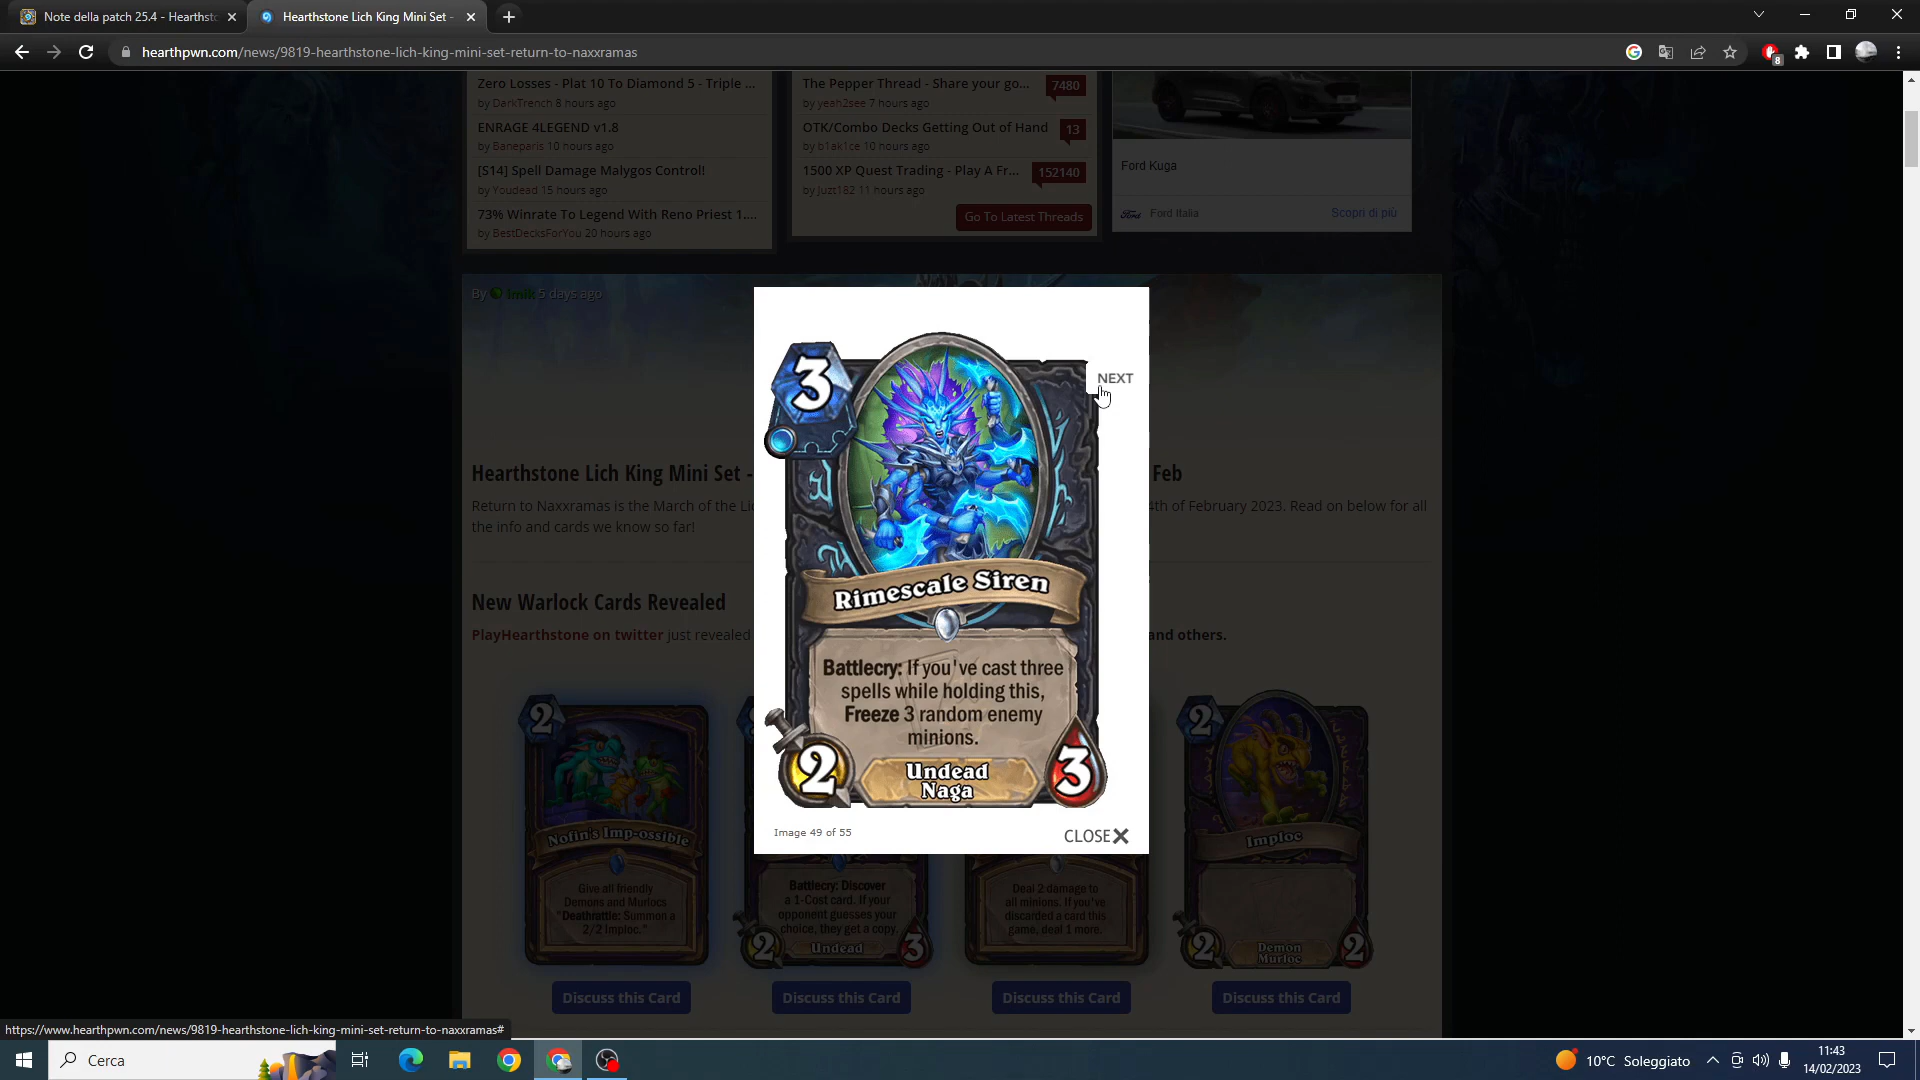 Note della patch 25.4 - Hearthsto
Hearthstone Lich King Mini Set -
hearthpwn.com/news/9819-hearthstone-lich-king-mini-set-return-to-naxxramas
8
Zero Losses - Plat 10 To Diamond 5 - Triple ...
by DarkTrench 8 hours ago
ENRAGE 4LEGEND v1.8
by Baneparis 10 hours ago
[S14] Spell Damage Malygos Control!
by Youdead 15 hours ago
73% Winrate To Legend With Reno Priest 1....
by BestDecksForYou 20 hours ago
The Pepper Thread - Share your go...
7480
by yeah2see 7 hours ago
OTK/Combo Decks Getting Out of Hand
13
by b1ak1ce 10 hours ago
1500 XP Quest Trading - Play A Fr...
152140
by Juzt182 11 hours ago
Go To Latest Threads
Ford Kuga
Ford
Ford Italia
Scopri di più
By imik 5 days ago
Hearthstone Lich King Mini Set -
Feb
Return to Naxxramas is the March of the Lic
4th of February 2023. Read on below for all
the info and cards we know so far!
New Warlock Cards Revealed
PlayHearthstone on twitter just revealed
and others.
3
NEXT
Rimescale Siren
Battlecry: If you've cast three
spells while holding this,
Freeze 3 random enemy
minions.
2
Undead
Naga
3
Image 49 of 55
CLOSE
2
Nofin's Imp-ossible
Give all friendly
Demons and Murlocs
"Deathrattle: Summon a
2/2 Imploc."
Battlecry: Discover
a 1-Cost card. If your
opponent guesses your
choice, they get a copy.
2
Undead
3
Deal 2 damage to
all minions. If you've
discarded a card this
game, deal 1 more.
2
Imploc
2
Demon
Murloc
2
Discuss this Card
Discuss this Card
Discuss this Card
Discuss this Card
https://www.hearthpwn.com/news/9819-hearthstone-lich-king-mini-set-return-to-naxxramas#
Cerca
10°C Soleggiato
11:43
14/02/2023